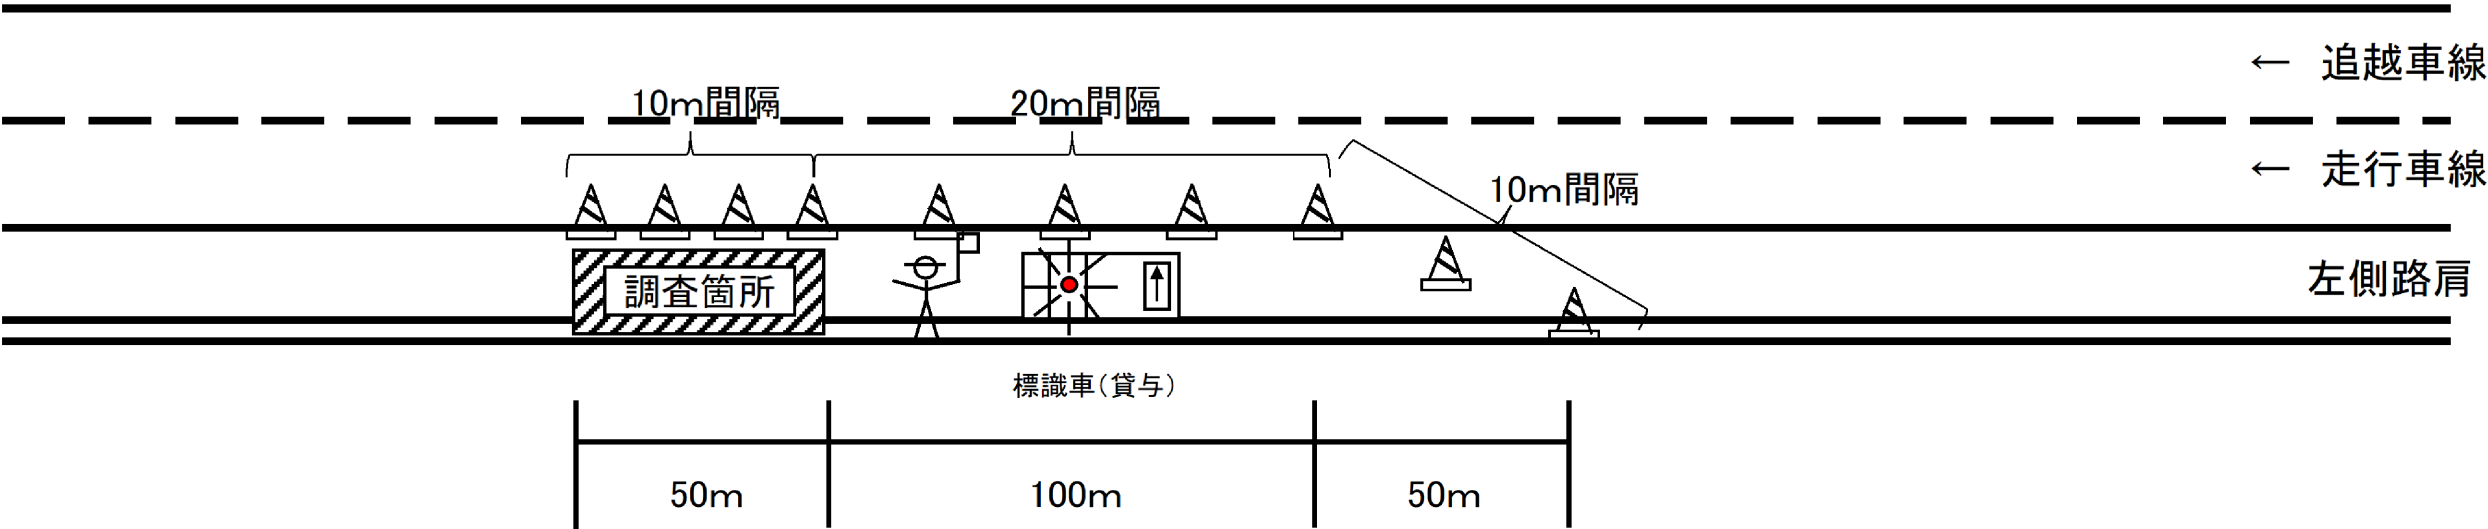 ← 追越車線
10m間隔
20m間隔
← 走行車線
10m間隔
左側路肩
調査箇所
標識車(貸与)
50m
100m
50m